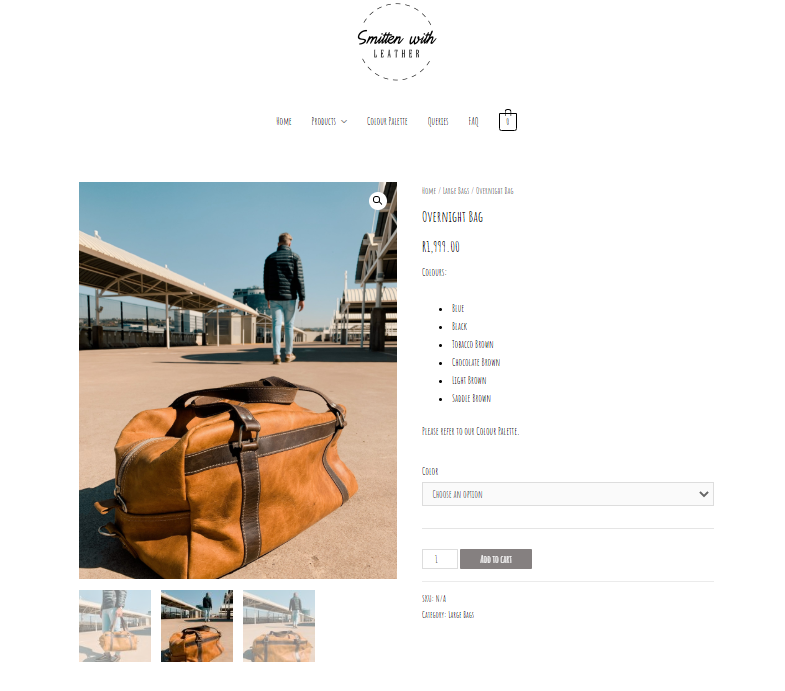 Smitten with
LEATHER
Home Products Colour Palette Queries FAQ 0
Home / Large Bags / Overnight Bag
Overnight Bag
R1,999.00
Colours:
Blue
Black
Tobacco Brown
Chocolate Brown
Light Brown
Saddle Brown
Please refer to our Colour Palette.
Color
Choose an option
1 Add to cart
SKU: N/A
Category: Large Bags